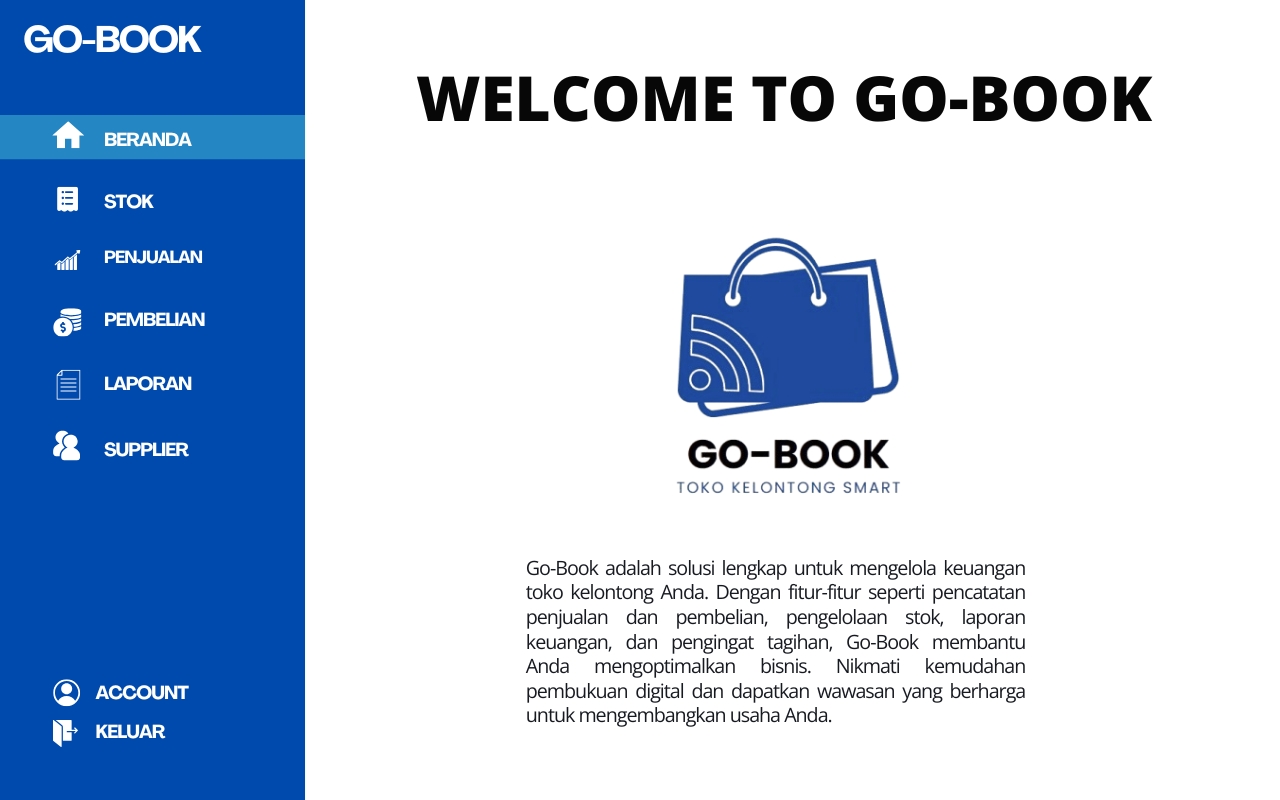 GO-BOOK
BERANDA
STOK
PENJUALAN
PEMBELIAN
LAPORAN
SUPPLIER
ACCOUNT
KELUAR
WELCOME TO GO-BOOK
GO-BOOK
TOKO KELONTONG SMART
Go-Book adalah solusi lengkap untuk mengelola keuangan
toko kelontong Anda. Dengan fitur-fitur seperti pencatatan
penjualan dan pembelian, pengelolaan stok, laporan
keuangan, dan pengingat tagihan, Go-Book membantu
Anda mengoptimalkan bisnis. Nikmati kemudahan
pembukuan digital dan dapatkan wawasan yang berharga
untuk mengembangkan usaha Anda.